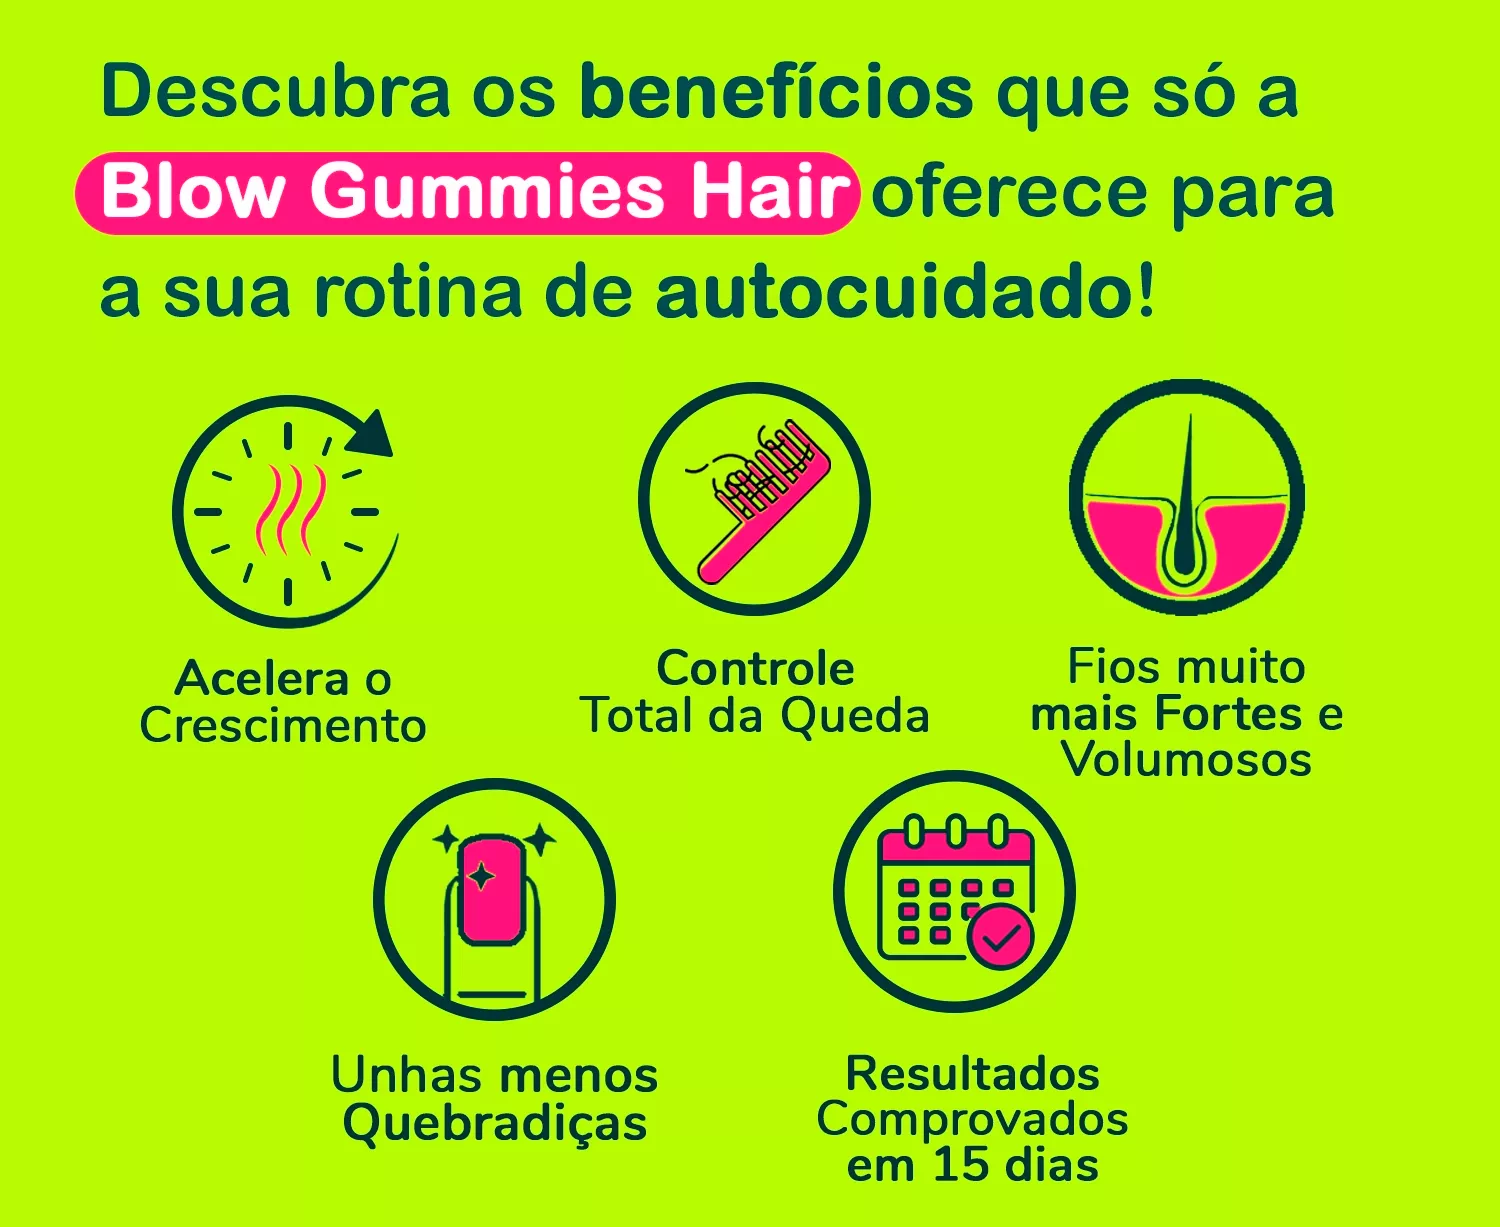 Descubra os benefícios que só a
Blow Gummies Hair oferece para
a sua rotina de autocuidado!
Acelera o
Crescimento
Controle
Total da Queda
Fios muito
mais Fortes e
Volumosos
Unhas menos
Quebradiças
Resultados
Comprovados
em 15 dias